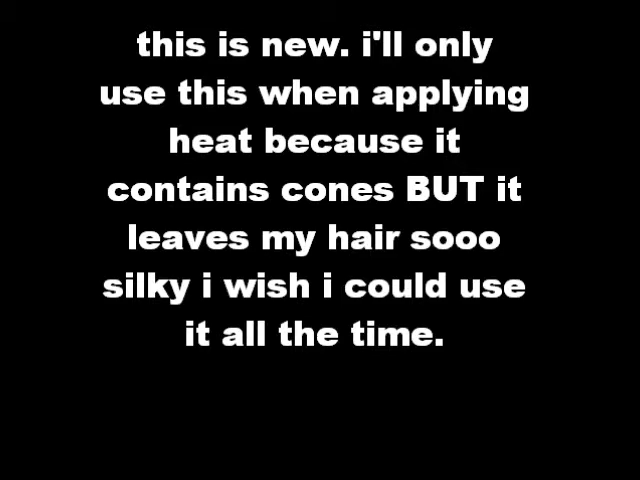 this is new. i'll only
use this when applying
heat because it
contains cones BUT it
leaves my hair sooo
silky i wish i could use
it all the time.